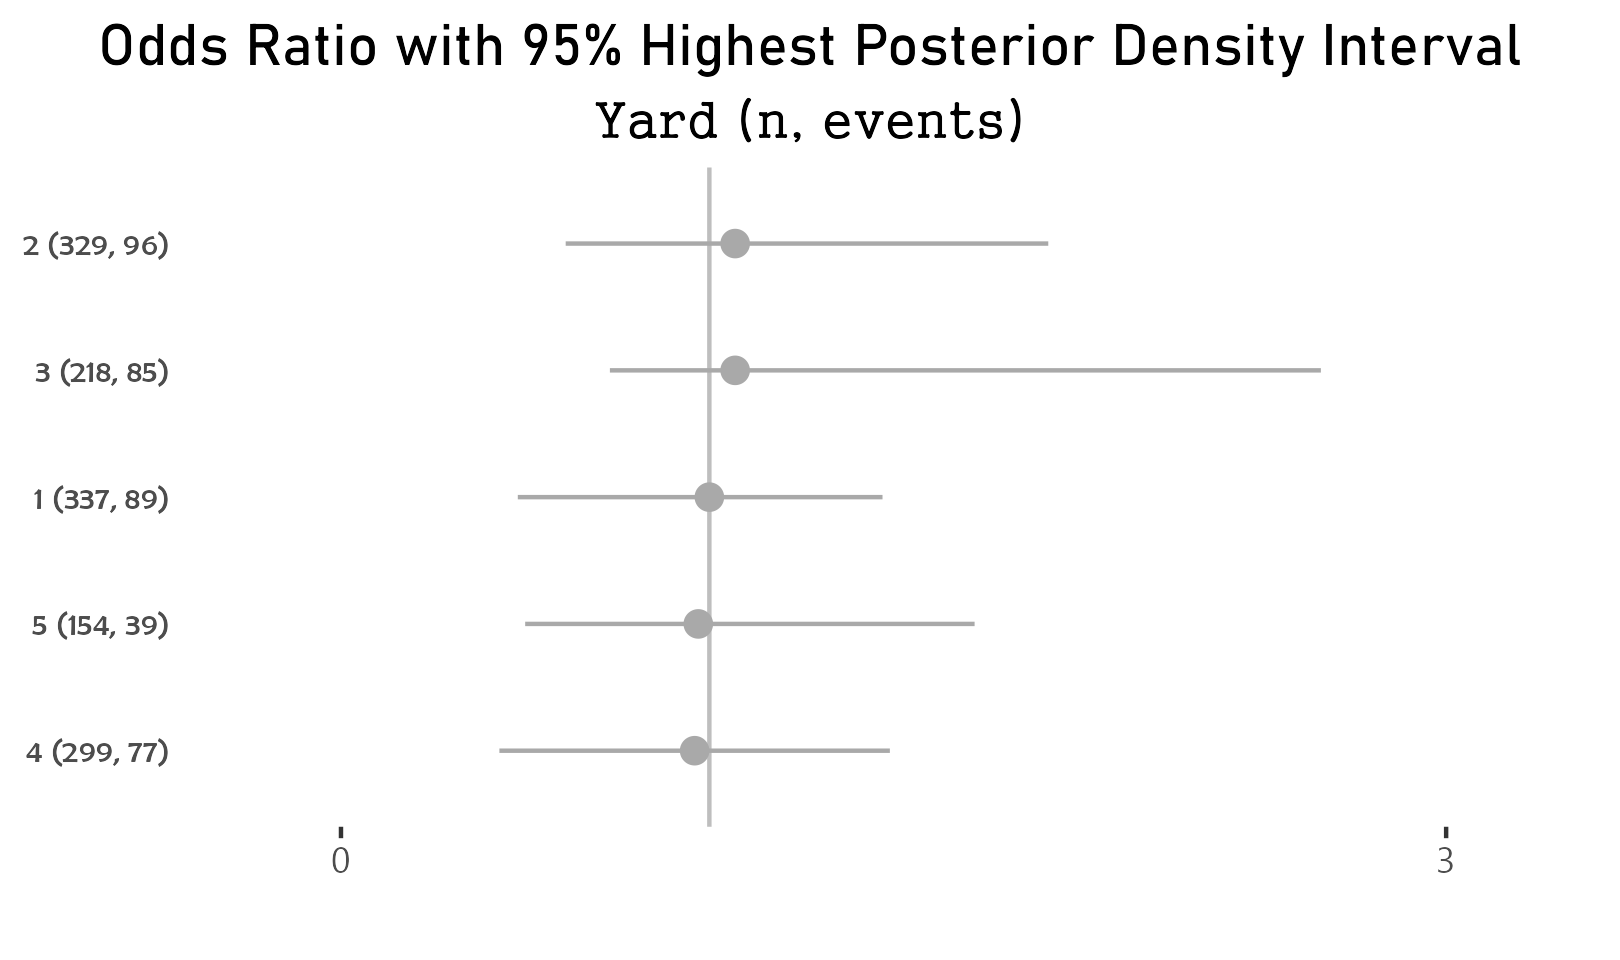 Odds Ratio with 95% Highest Posterior Density Interval
Yard (n, events)
2 (329, 96)
3 (218, 85)
1 (337, 89)
5 (154, 39)
4 (299, 77)
0 3